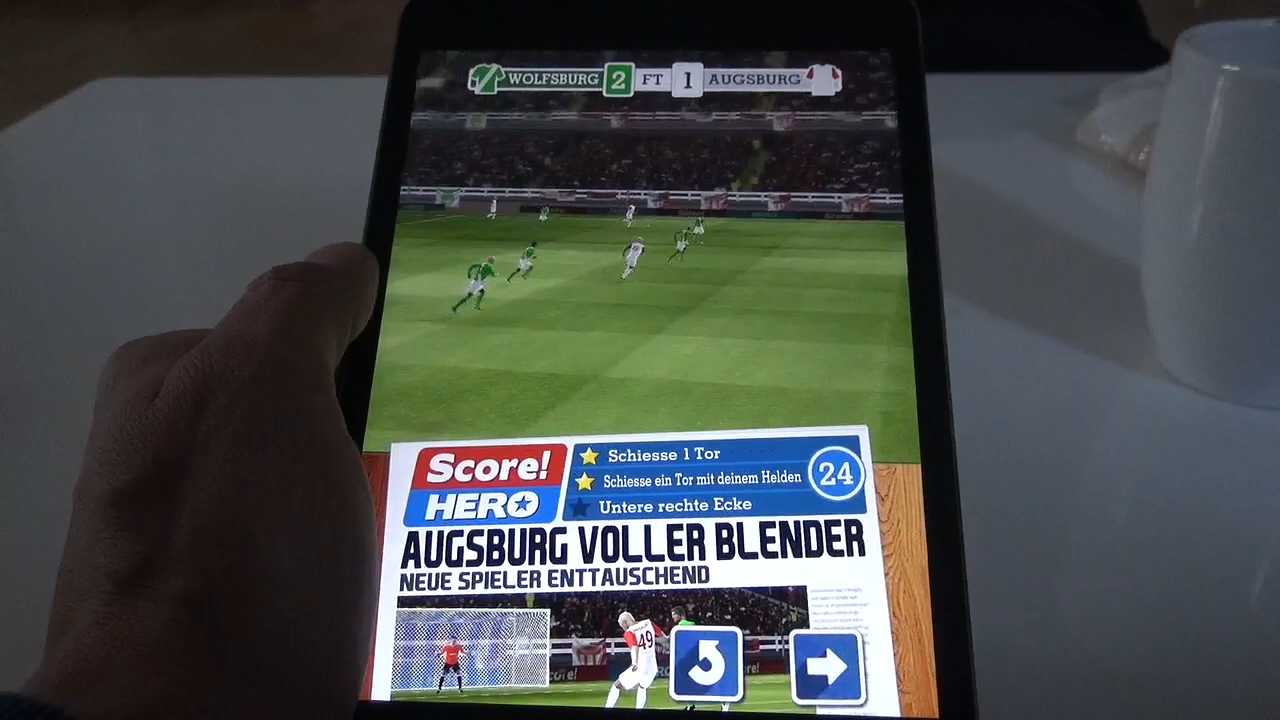 WOLFSBURG 2 FT 1 AUGSBURG
Score!
HERO
Schiesse 1 Tor
Schiesse ein Tor mit deinem Helden
Untere rechte Ecke
24
AUGSBURG VOLLER BLENDER
NEUE SPIELER ENTTAUSCHEND
49